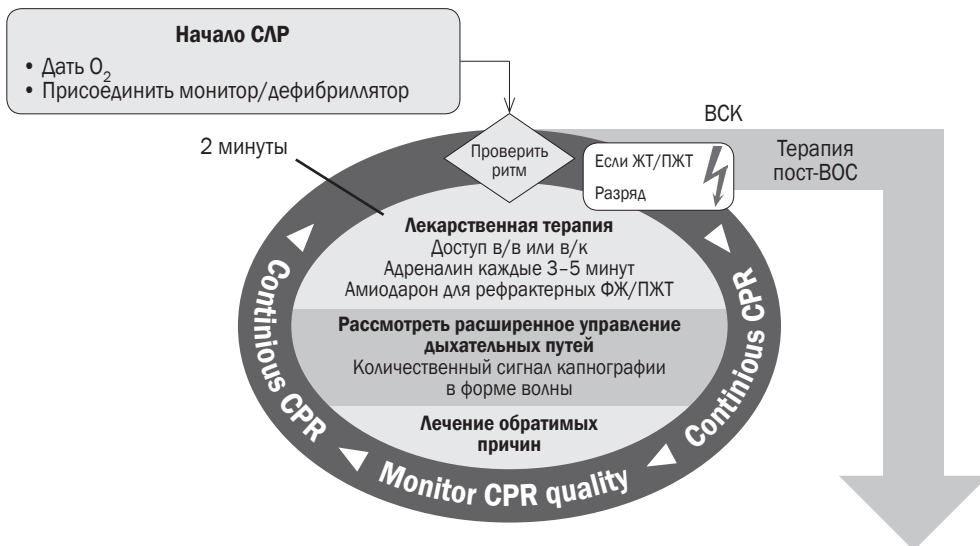 Начало СЛР
• Дать O2
• Присоединить монитор/дефибриллятор
2 минуты
Проверить
ритм
Если ЖТ/ПЖТ
Разряд
ВСК
Терапия
пост-ВОС
Лекарственная терапия
Доступ в/в или в/к
Адреналин каждые 3–5 минут
Амиодарон для рефрактерных ФЖ/ПЖТ
Рассмотреть расширенное управление
дыхательных путей
Количественный сигнал капнографии
в форме волны
Лечение обратимых
причин
Continious CPR
Continious CPR
Monitor CPR quality